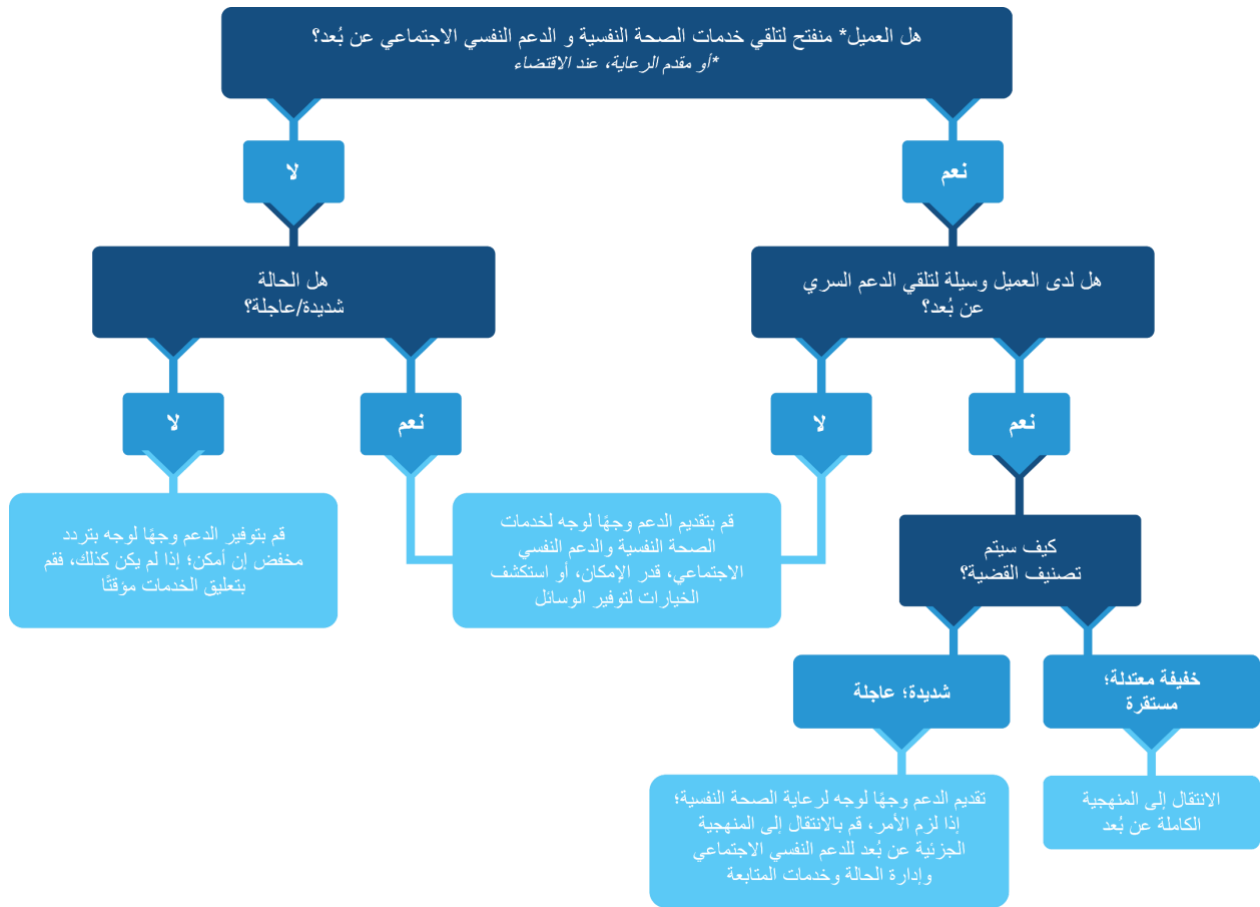 هل العميل* منفتح لتلقي خدمات الصحة النفسية و الدعم النفسي الاجتماعي عن بُعد؟
*أو مقدم الرعاية، عند الاقتضاء
نعم
لا
هل لدى العميل وسيلة لتلقي الدعم السري
عن بُعد؟
هل الحالة
شديدة/عاجلة؟
نعم
لا
نعم
لا
كيف سيتم
تصنيف القضية؟
قم بتقديم الدعم وجهًا لوجه لخدمات
الصحة النفسية والدعم النفسي
الاجتماعي، قدر الإمكان، أو استكشف
الخيارات لتوفير الوسائل
قم بتوفير الدعم وجهًا لوجه بتردد
مخفض إن أمكن؛ إذا لم يكن كذلك، فقم
بتعليق الخدمات مؤقتًا
خفيفة معتدلة؛
مستقرة
شديدة؛ عاجلة
الانتقال إلى المنهجية
الكاملة عن بُعد
تقديم الدعم وجهًا لوجه لرعاية الصحة النفسية؛
إذا لزم الأمر، قم بالانتقال إلى المنهجية
الجزئية عن بُعد للدعم النفسي الاجتماعي
وإدارة الحالة وخدمات المتابعة